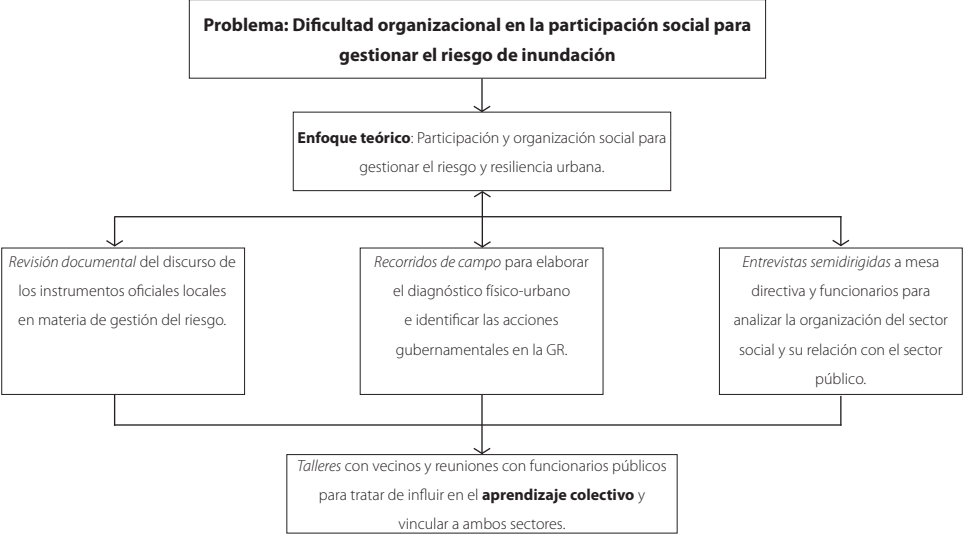 Problema: Dificultad organizacional en la participación social para
gestionar el riesgo de inundación
Enfoque teórico: Participación y organización social para
gestionar el riesgo y resiliencia urbana.
Revisión documental del discurso de
los instrumentos oficiales locales
en materia de gestión del riesgo.
Recorridos de campo para elaborar
el diagnóstico físico-urbano
e identificar las acciones
gubernamentales en la GR.
Entrevistas semidirigidas a mesa
directiva y funcionarios para
analizar la organización del sector
social y su relación con el sector
público.
Talleres con vecinos y reuniones con funcionarios públicos
para tratar de influir en el aprendizaje colectivo y
vincular a ambos sectores.